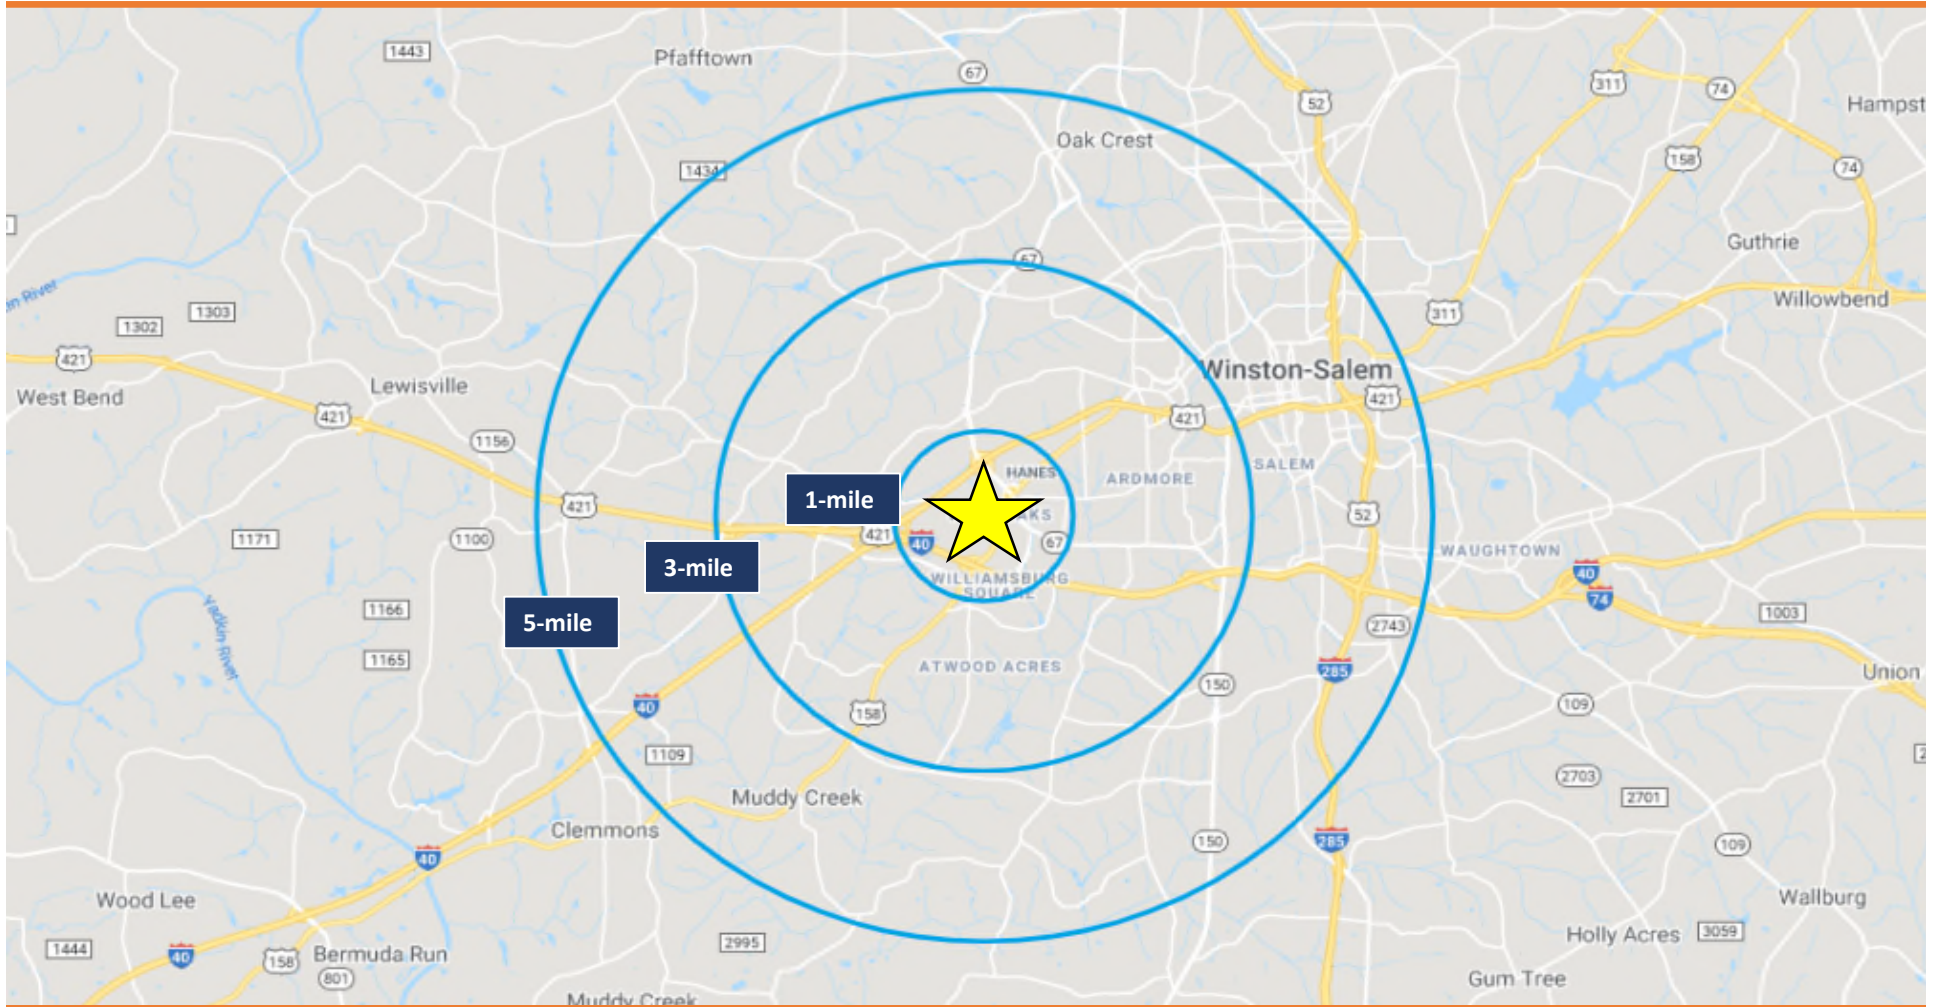 1443
Pfafftown
67
52
311
74
Hampst
Oak Crest
158
74
1434
Guthrie
67
Willowbend
1303
1302
311
421
Winston-Salem
Lewisville
West Bend
421
421
421
1156
HANES
ARDMORE
SALEM
1-mile
421
52
AKS
421
40
67
1171
1100
WAUGHTOWN
3-mile
40
WILLIAMSBURG
SQUARE
74
1166
1003
5-mile
2743
Yadkin River
1165
ATWOOD ACRES
285
Union
150
40
158
109
1109
2703
Muddy Creek
2701
Clemmons
150
285
109
40
Wood Lee
Wallburg
Holly Acres
3059
1444
40
158
Bermuda Run
2995
801
Gum Tree
Muddy Creek